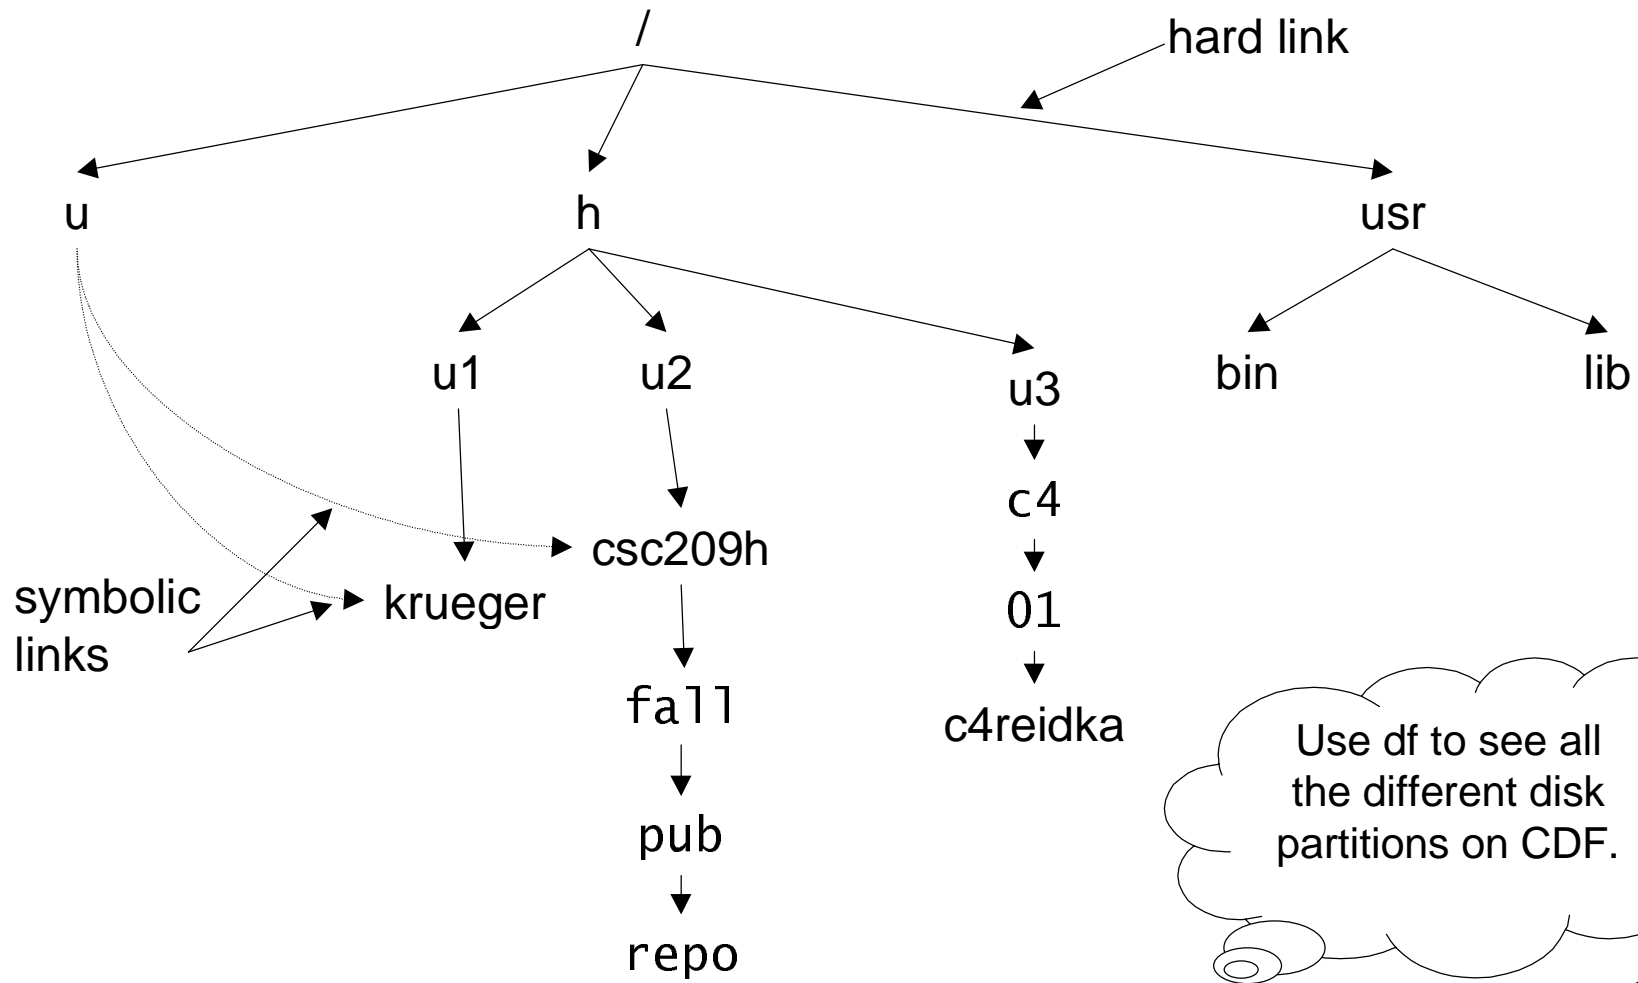 /
hard link
u
h
usr
u1
u2
u3
bin
lib
c4
csc209h
symbolic
links
krueger
01
fall
c4reidka
Use df to see all
the different disk
partitions on CDF.
pub
repo